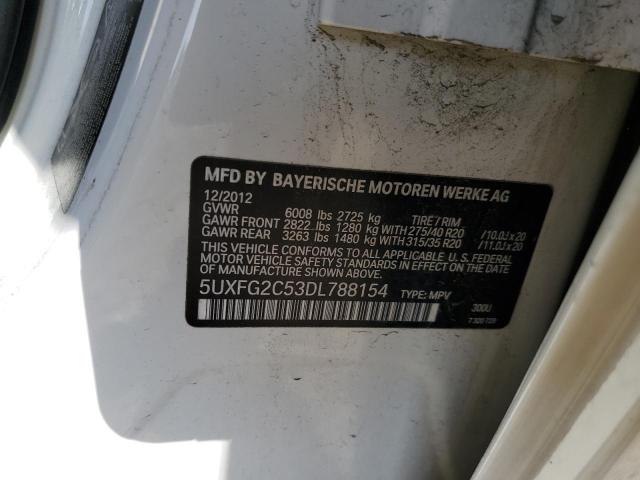 MFD BY BAYERISCHE MOTOREN WERKE AG
12/2012
GVWR 6008 lbs 2725 kg TIRE/RIM
GAWR FRONT 2822 lbs 1280 kg WITH 275/40 R20 /10.0J x 20
GAWR REAR 3263 lbs 1480 kg WITH 315/35 R20 /11.0J x 20
THIS VEHICLE CONFORMS TO ALL APPLICABLE U.S. FEDERAL
MOTOR VEHICLE SAFETY STANDARDS IN EFFECT ON THE
DATE OF MANUFACTURE SHOWN ABOVE.
5UXFG2C53DL788154 TYPE: MPV 300U